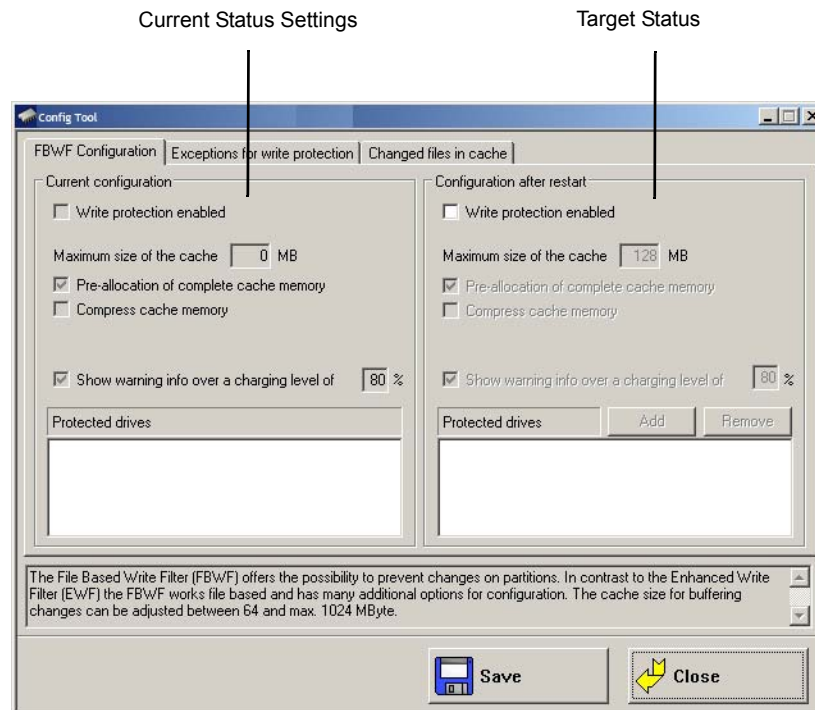 Current Status Settings
Target Status
Config Tool
FBWF Configuration
Exceptions for write protection
Changed files in cache
Current configuration
Write protection enabled
Maximum size of the cache 0 MB
Pre-allocation of complete cache memory
Compress cache memory
Show warning info over a charging level of 80 %
Protected drives
Configuration after restart
Write protection enabled
Maximum size of the cache 128 MB
Pre-allocation of complete cache memory
Compress cache memory
Show warning info over a charging level of 80 %
Protected drives
Add
Remove
The File Based Write Filter (FBWF) offers the possibility to prevent changes on partitions. In contrast to the Enhanced Write
Filter (EWF) the FBWF works file based and has many additional options for configuration. The cache size for buffering
changes can be adjusted between 64 and max. 1024 MByte.
Save
Close